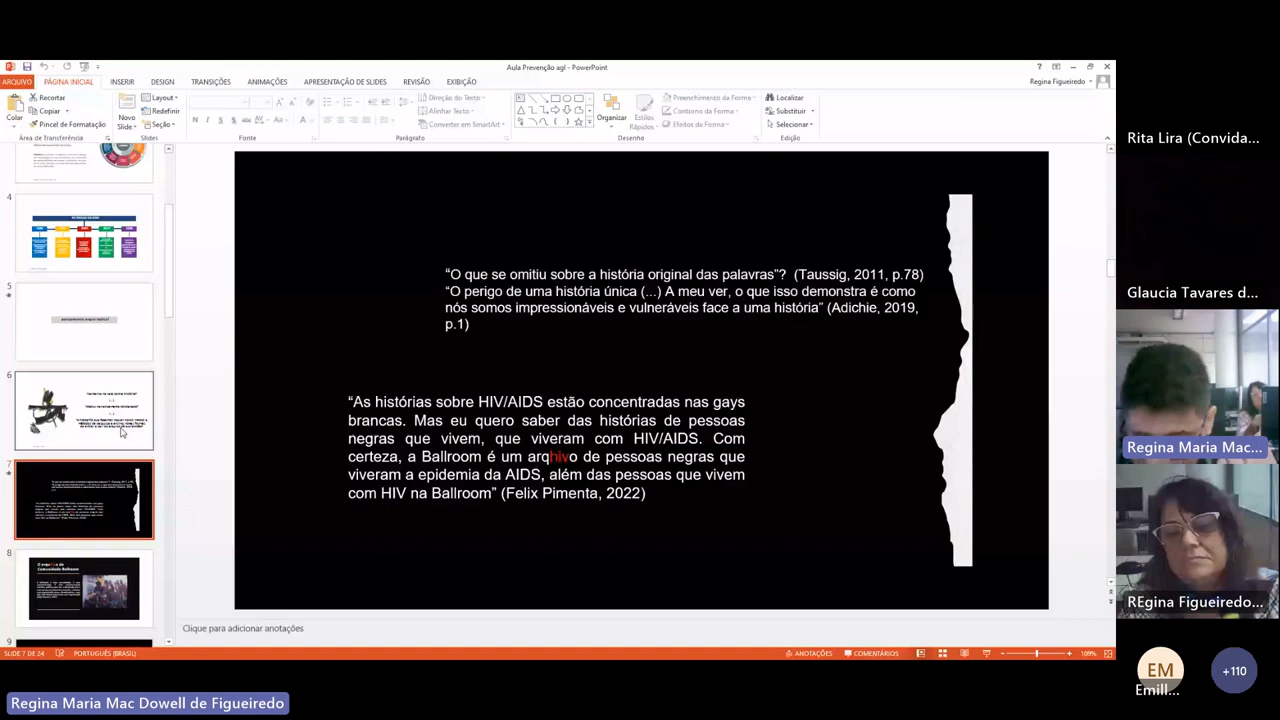 Aula Prevenção agl - PowerPoint
ARQUIVO PÁGINA INICIAL INSERIR DESIGN TRANSIÇÕES ANIMAÇÕES APRESENTAÇÃO DE SLIDES REVISÃO EXIBIÇÃO
Regina Figueiredo
Recortar
Copiar
Pincel de Formatação
Colar
Área de Transferência
Novo
Slide
Layout
Redefinir
Seção
Slides
N I S
Fonte
Direção do Texto
Alinhar Texto
Converter em SmartArt
Parágrafo
Organizar
Estilos
Rápidos
Preenchimento da Forma
Contorno da Forma
Efeitos da Forma
Desenho
Localizar
Substituir
Selecionar
Edição
4
5
6
7
8
9
“O que se omitiu sobre a história original das palavras”? (Taussig, 2011, p.78)
“O perigo de uma história única (...) A meu ver, o que isso demonstra é como
nós somos impressionáveis e vulneráveis face a uma história” (Adichie, 2019,
p.1)
“As histórias sobre HIV/AIDS estão concentradas nas gays
brancas. Mas eu quero saber das histórias de pessoas
negras que vivem, que viveram com HIV/AIDS. Com
certeza, a Ballroom é um arqhivo de pessoas negras que
viveram a epidemia da AIDS, além das pessoas que vivem
com HIV na Ballroom” (Felix Pimenta, 2022)
Clique para adicionar anotações
SLIDE 7 DE 34 PORTUGUÊS (BRASIL)
ANOTAÇÕES COMENTÁRIOS 109%
Rita Lira (Convida...
Glaucia Tavares d...
Regina Maria Mac...
REgina Figueiredo...
EM
Emill...
+110
Regina Maria Mac Dowell de Figueiredo